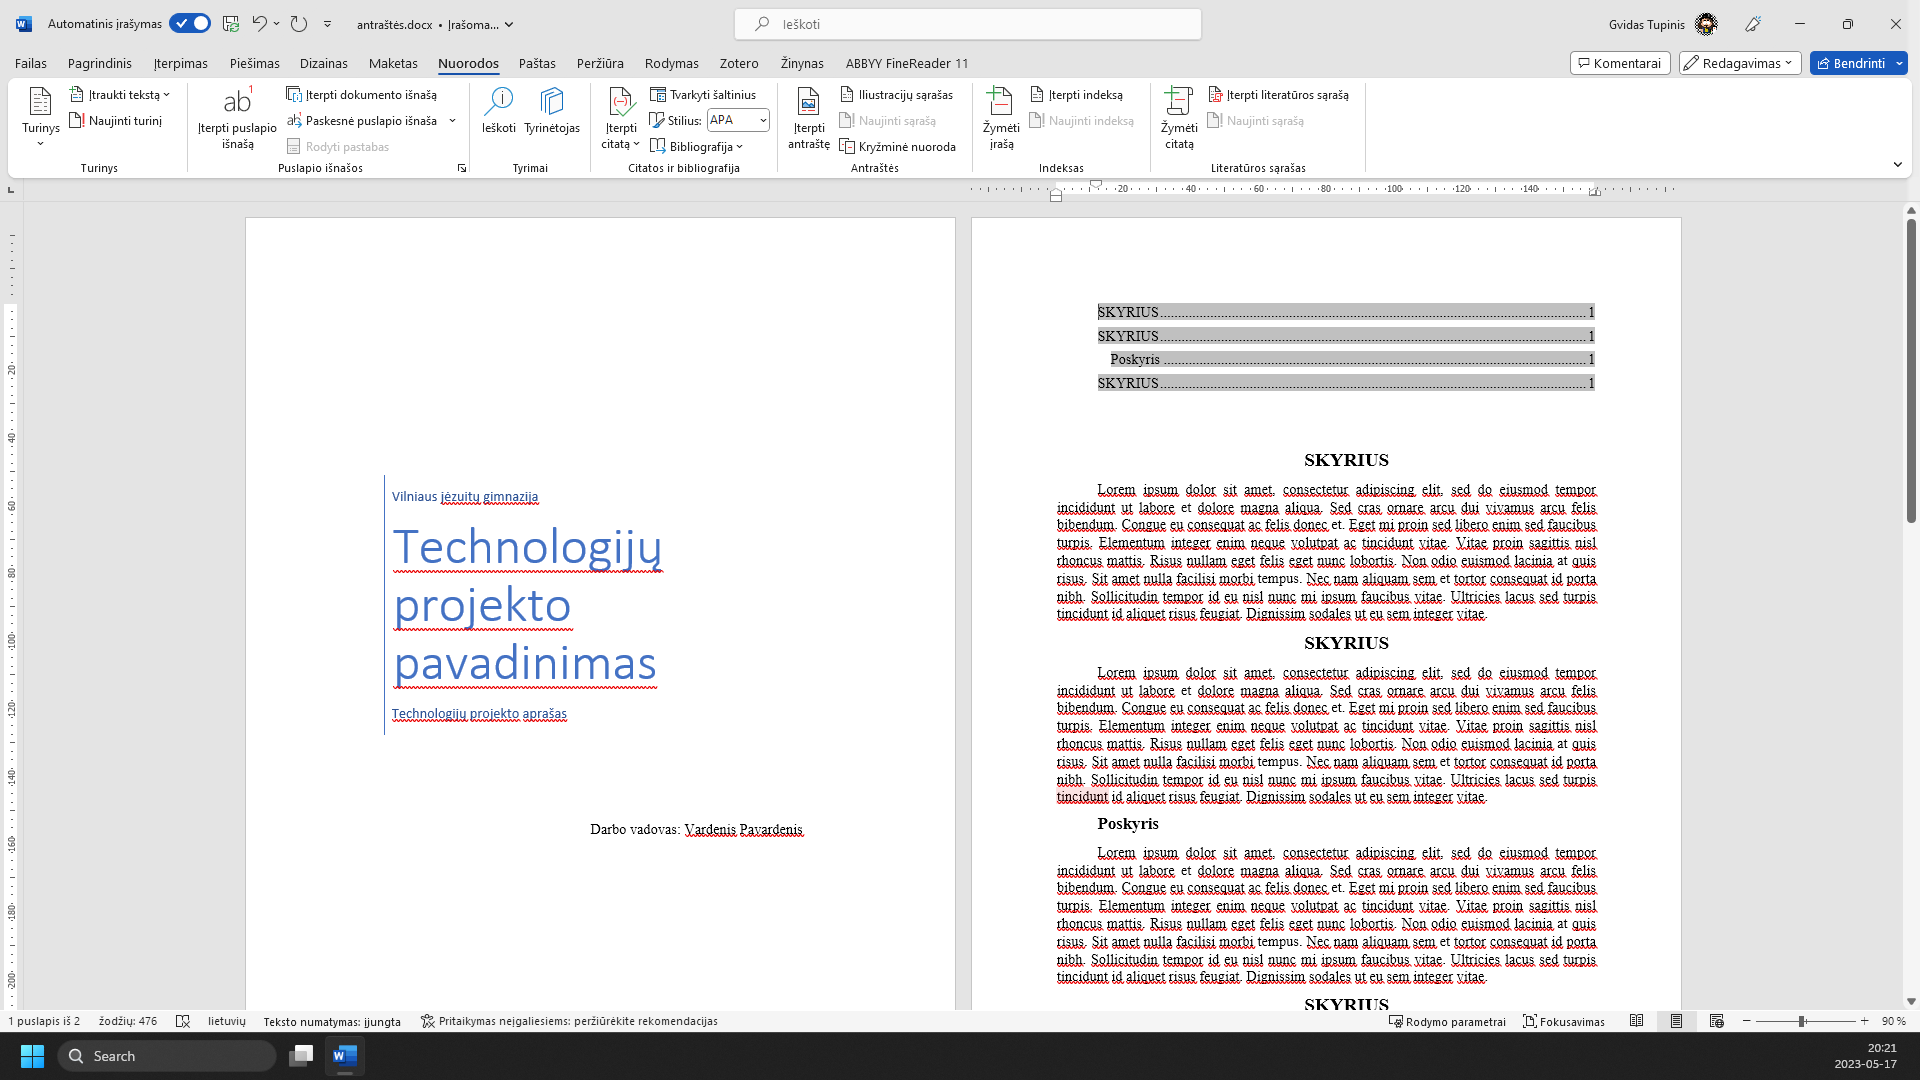 Automatinis įrašymas
antraštės.docx • Įrašoma...
Ieškoti
Gvidas Tupinis
Failas Pagrindinis Įterpimas Piešimas Dizainas Maketas Nuorodos Paštas Peržiūra Rodymas Zotero Žinynas ABBYY FineReader 11
Komentarai Redagavimas Bendrinti
Turinys
Įtraukti tekstą
Naujinti turinį
Turinys
ab1
Įterpti puslapio
išnašą
Įterpti dokumento išnašą
Paskesnė puslapio išnaša
Rodyti pastabas
Puslapio išnašos
Ieškoti
Tyrinėtojas
Tyrimai
Įterpti
citatą
Tvarkyti šaltinius
Stilius: APA
Bibliografija
Citatos ir bibliografija
Įterpti
antraštę
Iliustracijų sąrašas
Naujinti sąrašą
Kryžminė nuoroda
Antraštės
Žymėti
įrašą
Įterpti indeksą
Naujinti indeksą
Indeksas
Žymėti
citatą
Įterpti literatūros sąrašą
Naujinti sąrašą
Literatūros sąrašas
20 40 60 80 100 120 140
20
40
60
80
100
120
140
160
180
200
Vilniaus jėzuitų gimnazija
Technologijų
projekto
pavadinimas
Technologijų projekto aprašas
Darbo vadovas: Vardenis Pavardenis
SKYRIUS 1
SKYRIUS 1
Poskyris 1
SKYRIUS 1
SKYRIUS
Lorem ipsum dolor sit amet, consectetur adipiscing elit, sed do eiusmod tempor
incididunt ut labore et dolore magna aliqua. Sed cras ornare arcu dui vivamus arcu felis
bibendum. Congue eu consequat ac felis donec et. Eget mi proin sed libero enim sed faucibus
turpis. Elementum integer enim neque volutpat ac tincidunt vitae. Vitae proin sagittis nisl
rhoncus mattis. Risus nullam eget felis eget nunc lobortis. Non odio euismod lacinia at quis
risus. Sit amet nulla facilisi morbi tempus. Nec nam aliquam sem et tortor consequat id porta
nibh. Sollicitudin tempor id eu nisl nunc mi ipsum faucibus vitae. Ultricies lacus sed turpis
tincidunt id aliquet risus feugiat. Dignissim sodales ut eu sem integer vitae.
SKYRIUS
Lorem ipsum dolor sit amet, consectetur adipiscing elit, sed do eiusmod tempor
incididunt ut labore et dolore magna aliqua. Sed cras ornare arcu dui vivamus arcu felis
bibendum. Congue eu consequat ac felis donec et. Eget mi proin sed libero enim sed faucibus
turpis. Elementum integer enim neque volutpat ac tincidunt vitae. Vitae proin sagittis nisl
rhoncus mattis. Risus nullam eget felis eget nunc lobortis. Non odio euismod lacinia at quis
risus. Sit amet nulla facilisi morbi tempus. Nec nam aliquam sem et tortor consequat id porta
nibh. Sollicitudin tempor id eu nisl nunc mi ipsum faucibus vitae. Ultricies lacus sed turpis
tincidunt id aliquet risus feugiat. Dignissim sodales ut eu sem integer vitae.
Poskyris
Lorem ipsum dolor sit amet, consectetur adipiscing elit, sed do eiusmod tempor
incididunt ut labore et dolore magna aliqua. Sed cras ornare arcu dui vivamus arcu felis
bibendum. Congue eu consequat ac felis donec et. Eget mi proin sed libero enim sed faucibus
turpis. Elementum integer enim neque volutpat ac tincidunt vitae. Vitae proin sagittis nisl
rhoncus mattis. Risus nullam eget felis eget nunc lobortis. Non odio euismod lacinia at quis
risus. Sit amet nulla facilisi morbi tempus. Nec nam aliquam sem et tortor consequat id porta
nibh. Sollicitudin tempor id eu nisl nunc mi ipsum faucibus vitae. Ultricies lacus sed turpis
tincidunt id aliquet risus feugiat. Dignissim sodales ut eu sem integer vitae.
SKYRIUS
1 puslapis iš 2 žodžių: 476 lietuvių Teksto numatymas: įjungta Pritaikymas neįgaliesiems: peržiūrėkite rekomendacijas
Rodymo parametrai Fokusavimas 90 %
Search
20:21
2023-05-17